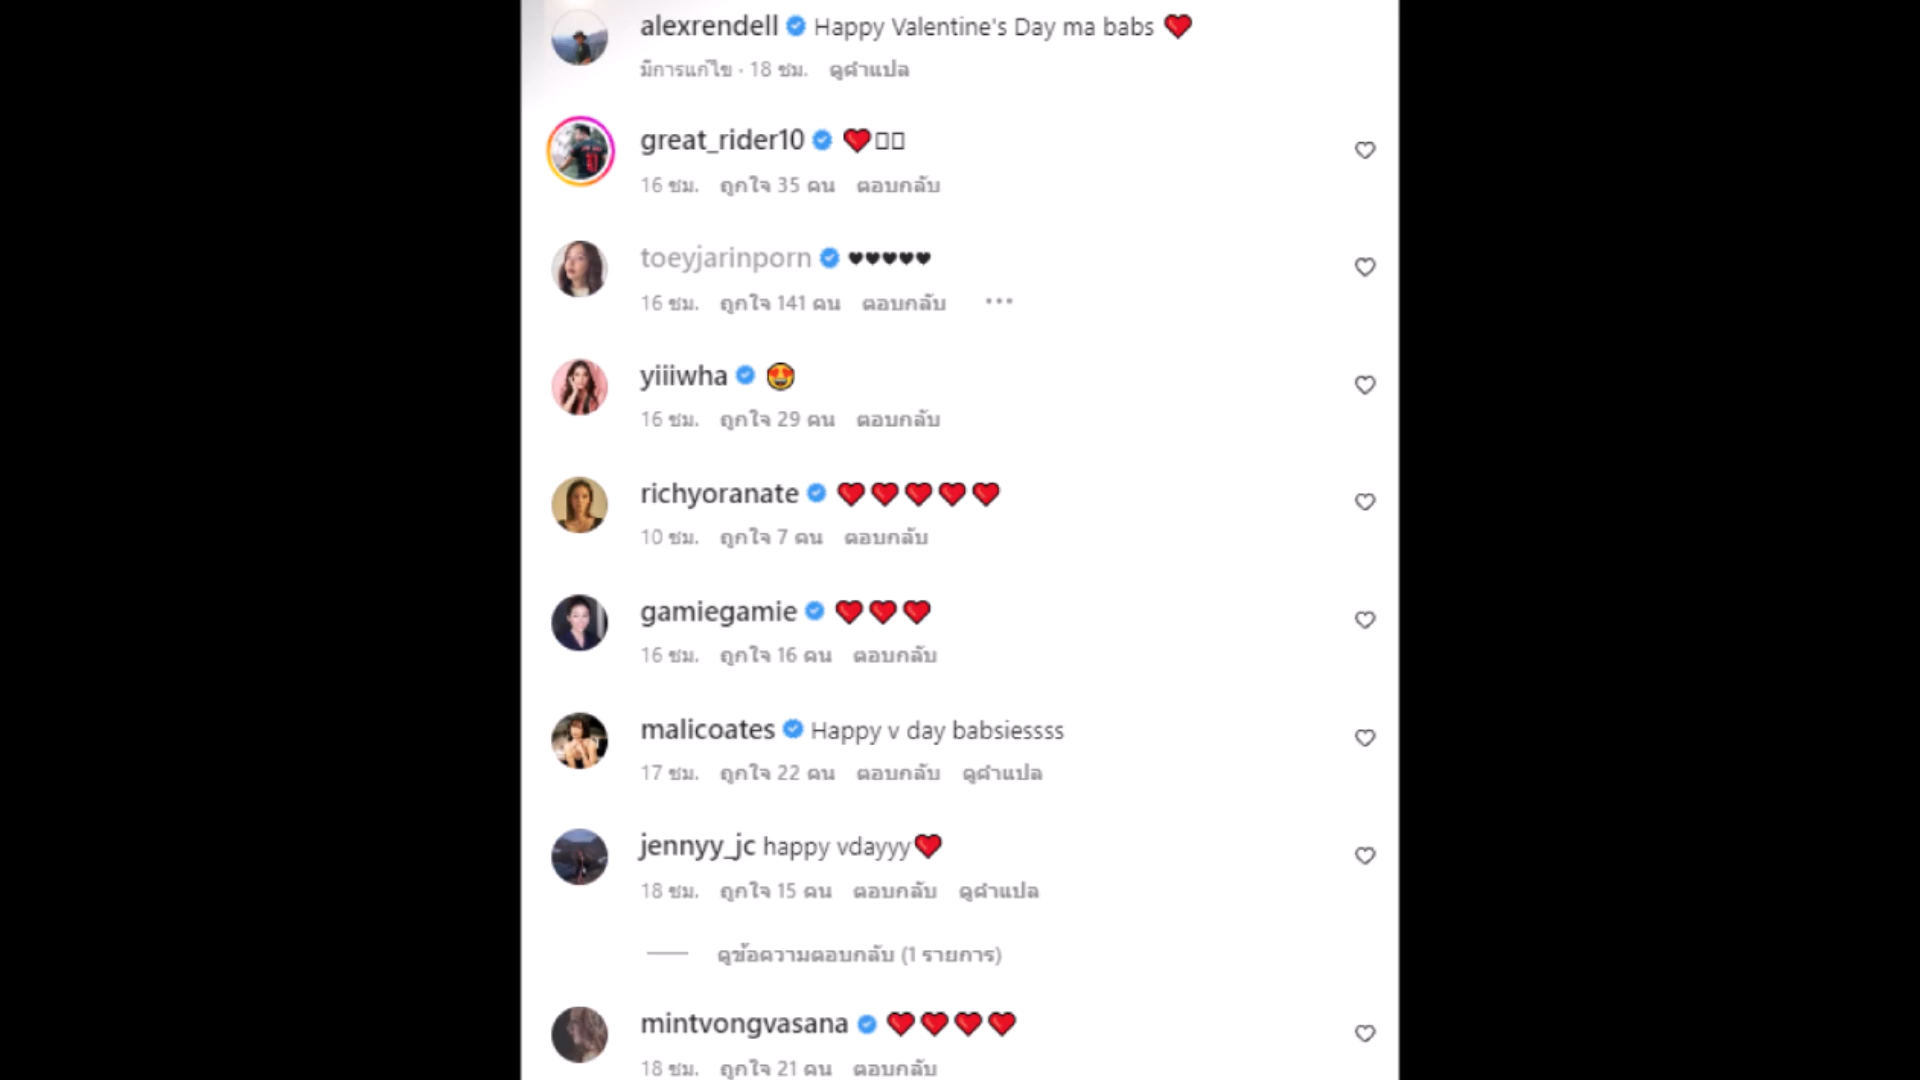 alexrendell Happy Valentine's Day ma babs ❤️
มีการแก้ไข · 18 ชม. ดูคำแปล
great_rider10 ❤️▯▯
16 ชม. ถูกใจ 35 คน ตอบกลับ
toeyjarinporn ♥♥♥♥♥
16 ชม. ถูกใจ 141 คน ตอบกลับ ...
yiiiwha 😍
16 ชม. ถูกใจ 29 คน ตอบกลับ
richyoranate ❤️❤️❤️❤️❤️
10 ชม. ถูกใจ 7 คน ตอบกลับ
gamiegamie ❤️❤️❤️
16 ชม. ถูกใจ 16 คน ตอบกลับ
malicoates Happy v day babsiessss
17 ชม. ถูกใจ 22 คน ตอบกลับ ดูคำแปล
jennyy_jc happy vdayyy❤️
18 ชม. ถูกใจ 15 คน ตอบกลับ ดูคำแปล
ดูข้อความตอบกลับ (1 รายการ)
mintvongvasana ❤️❤️❤️❤️
18 ชม. ถูกใจ 21 คน ตอบกลับ